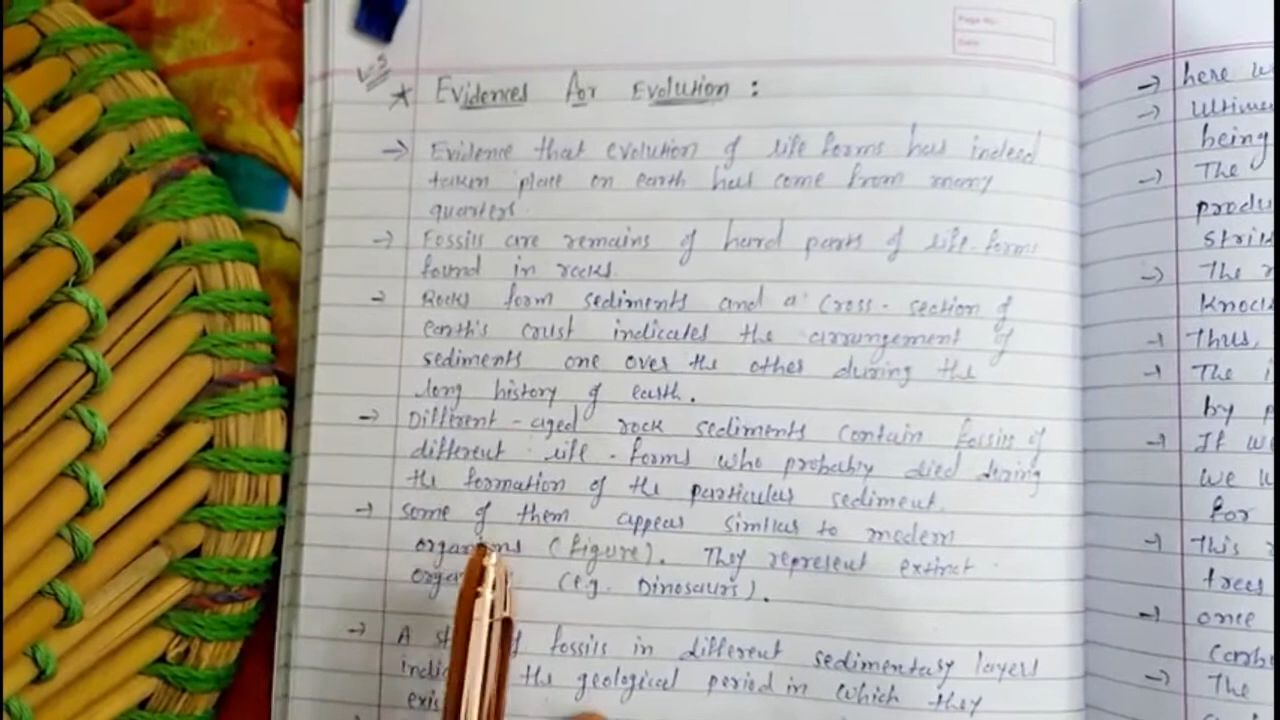 Page No.
Date
L-5
* Evidences For Evolution :
→ Evidence that evolution of life forms has indeed
taken place on earth has come from many
quarters.
→ Fossils are remains of hard parts of life-forms
found in rocks.
→ Rocks form sediments and a cross-section of
earth's crust indicates the arrangement of
sediments one over the other during the
long history of earth.
→ Different-aged rock sediments contain fossils of
different life-forms who probably died during
the formation of the particular sediment.
→ Some of them appear similar to modern
organisms (figure). They represent extinct
(e.g. Dinosaurs).
→ A fossils in different sedimentary layers
the geological period in which they
→ here
→ Ultima
being
→ The
produ
→ The
Thus,
→ The
by
→ If we
we
for
→ This
trees
→ once
→ The